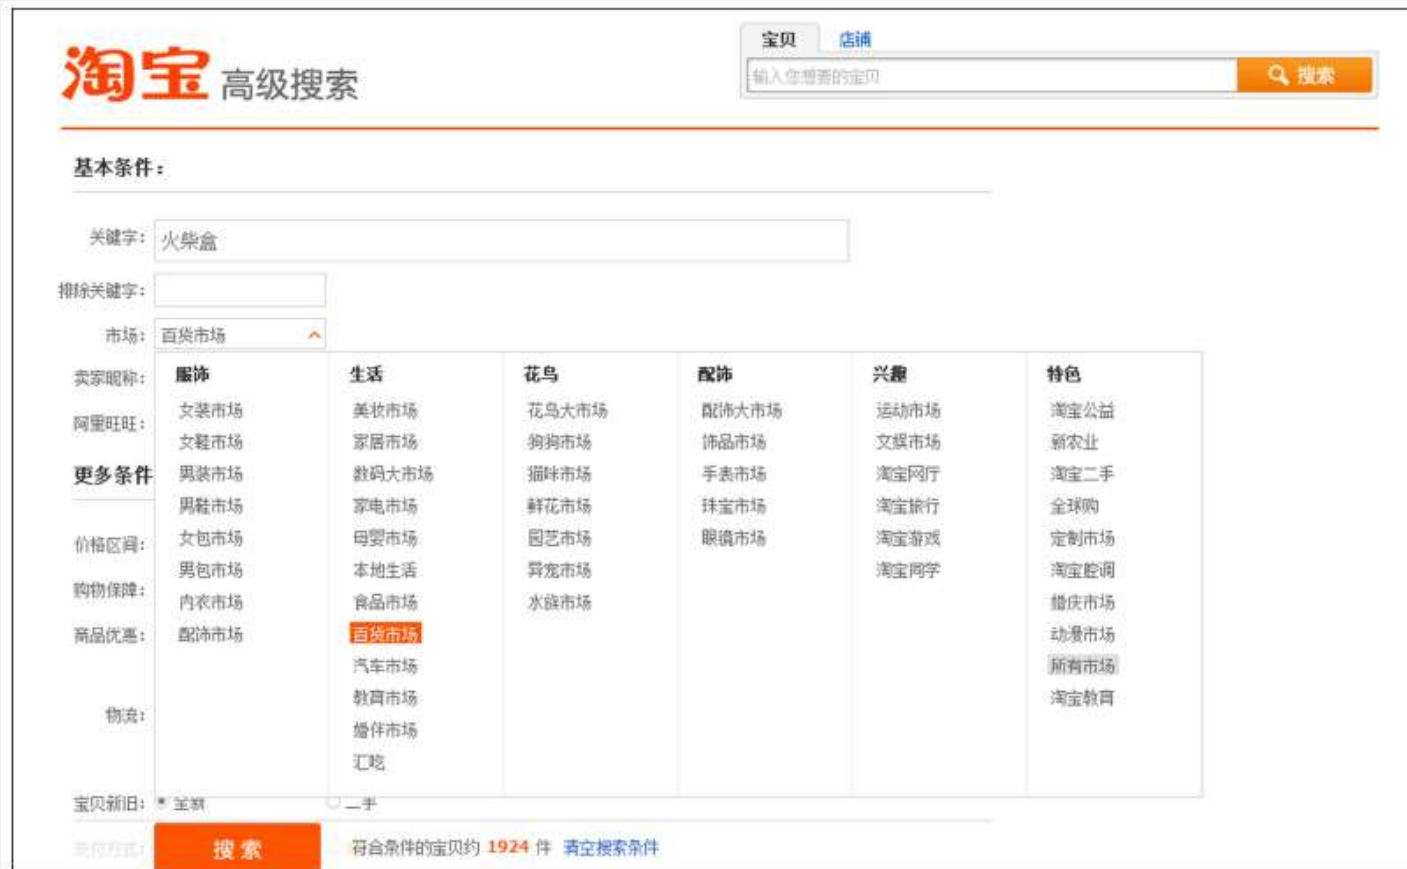 宝贝 店铺
淘宝 高级搜索
输入您想要的宝贝 搜索
基本条件：
关键字： 火柴盒
排除关键字：
市场： 百货市场
卖家昵称： 服饰 生活 花鸟 配饰 兴趣 特色
女装市场 美妆市场 花鸟大市场 配饰大市场 运动市场 淘宝公益
阿里旺旺：
女鞋市场 家居市场 狗狗市场 饰品市场 文娱市场 新农业
更多条件 男装市场 数码大市场 猫咪市场 手表市场 淘宝网厅 淘宝二手
男鞋市场 家电市场 鲜花市场 珠宝市场 淘宝旅行 全球购
价格区间： 女包市场 母婴市场 园艺市场 眼镜市场 淘宝游戏 定制市场
男包市场 本地生活 异宠市场 淘宝同学 淘宝腔调
购物保障：
内衣市场 食品市场 水族市场 婚庆市场
商品优惠： 配饰市场 百货市场 动漫市场
汽车市场 所有市场
教育市场 淘宝教育
物流：
婚伴市场
汇吃
宝贝新旧： 全新 二手
支付方式： 搜索 符合条件的宝贝约 1924 件 清空搜索条件